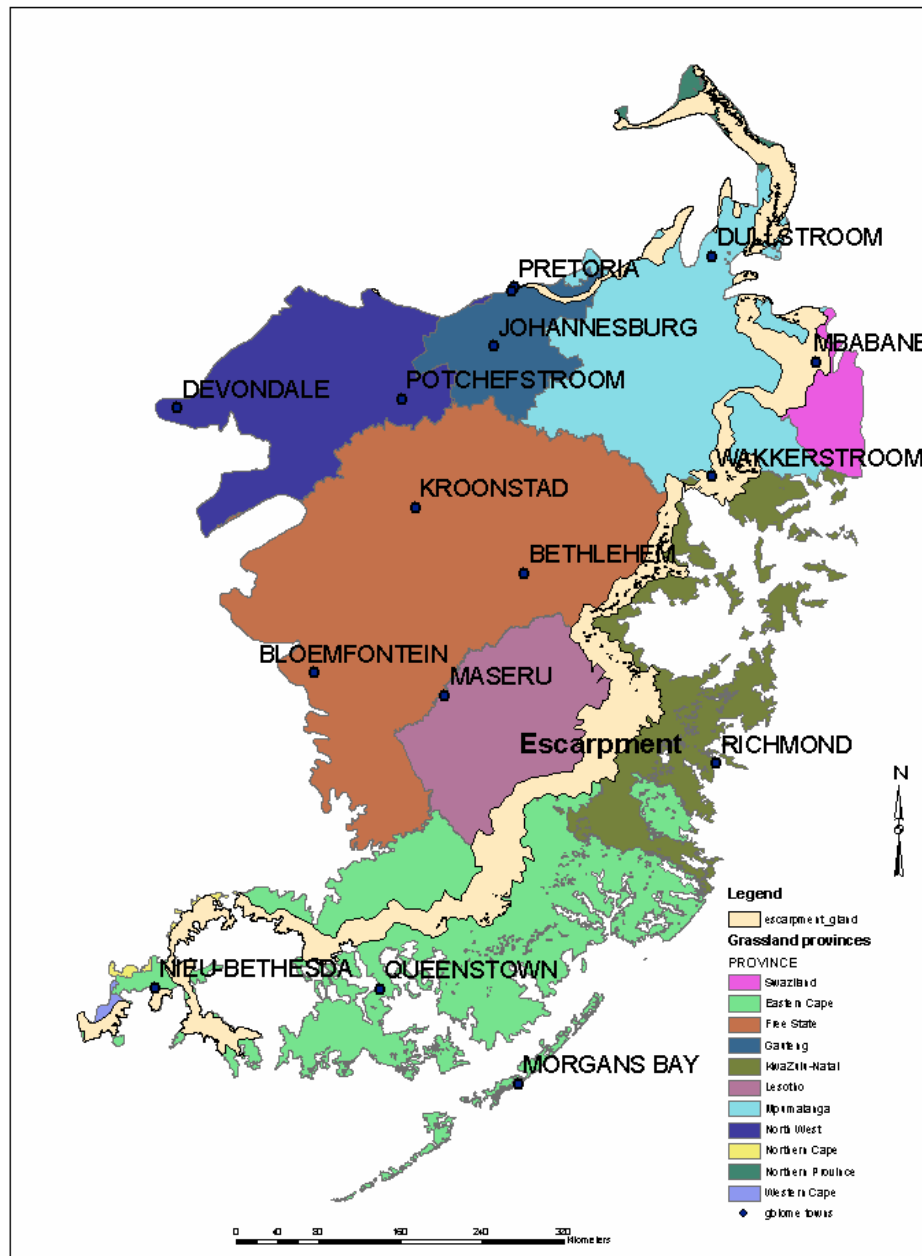 DULLSTROOM
PRETORIA
JOHANNESBURG
MBABANE
DEVONDALE
POTCHEFSTROOM
WAKKERSTROOM
KROONSTAD
BETHLEHEM
BLOEMFONTEIN
MASERU
Escarpment
RICHMOND
N
NIEU-BETHESDA
QUEENSTOWN
MORGANS BAY
Legend
escarpment_gland
Grassland provinces
PROVINCE
Swaziland
Eastern Cape
Free State
Gauteng
KwaZulu-Natal
Lesotho
Mpumalanga
North West
Northern Cape
Northern Province
Western Cape
gbiome towns
0 40 80 160 240 320
Kilometers